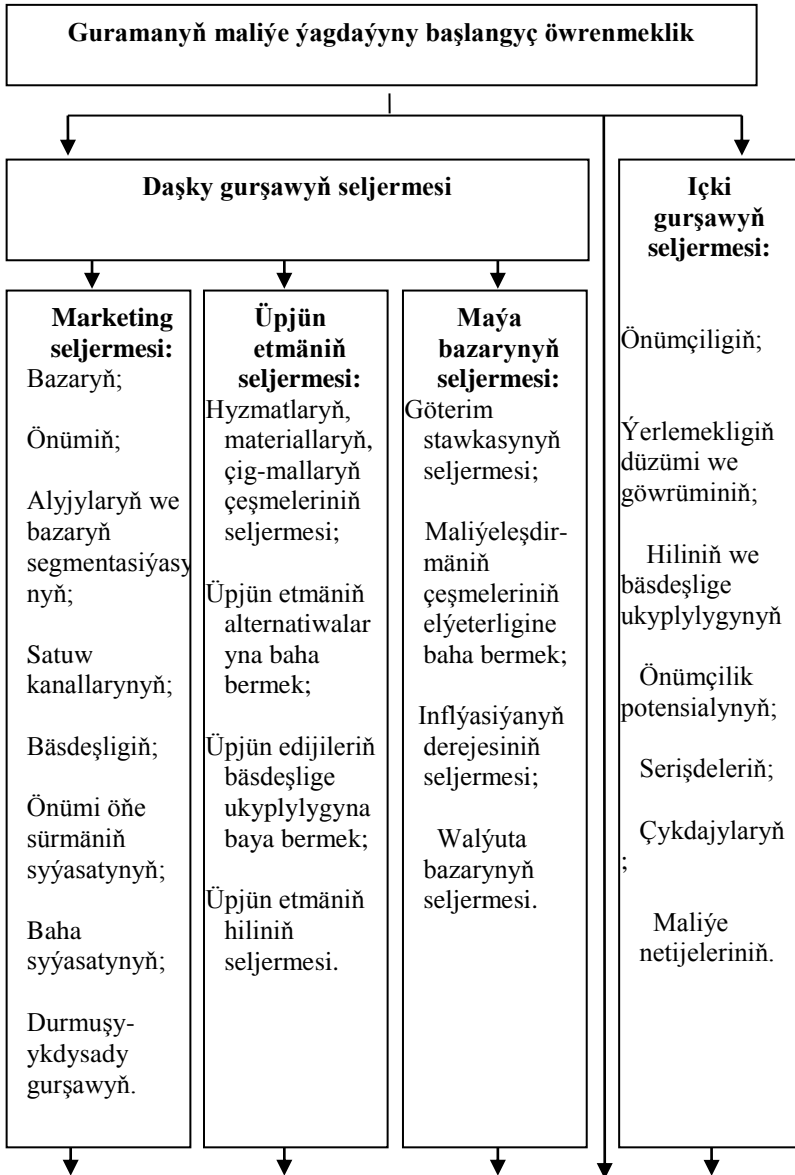 Guramanyň maliýe ýagdaýyny başlangyç öwrenmeklik
Daşky gurşawyň seljermesi
Marketing
seljermesi:
Bazaryň;
Önümiň;
Alyjylaryň we
bazaryň
segmentasiýasy
nyň;
Satuw
kanallarynyň;
Bäsdeşligiň;
Önümi öňe
sürmäniň
syýasatynyň;
Baha
syýasatynyň;
Durmuşy-
ykdysady
gurşawyň.
Üpjün
etmäniň
seljermesi:
Hyzmatlaryň,
materiallaryň,
çig-mallaryň
çeşmeleriniň
seljermesi;
Üpjün etmäniň
alternatiwalar
yna baha
bermek;
Üpjün edijileriň
bäsdeşlige
ukyplylygyna
baya bermek;
Üpjün etmäniň
hiliniň
seljermesi.
Maýa
bazarynyň
seljermesi:
Göterim
stawkasynyň
seljermesi;
Maliýeleşdir-
mäniň
çeşmeleriniň
elýeterligine
baha bermek;
Inflýasiýanyň
derejesiniň
seljermesi;
Walýuta
bazarynyň
seljermesi.
Içki
gurşawyň
seljermesi:
Önümçiligiň;
Ýerlemekligiň
düzümi we
göwrüminiň;
Hiliniň we
bäsdeşlige
ukyplylygynyň
Önümçilik
potensialynyň;
Serişdeleriň;
Çykdajylaryň
;
Maliýe
netijeleriniň.